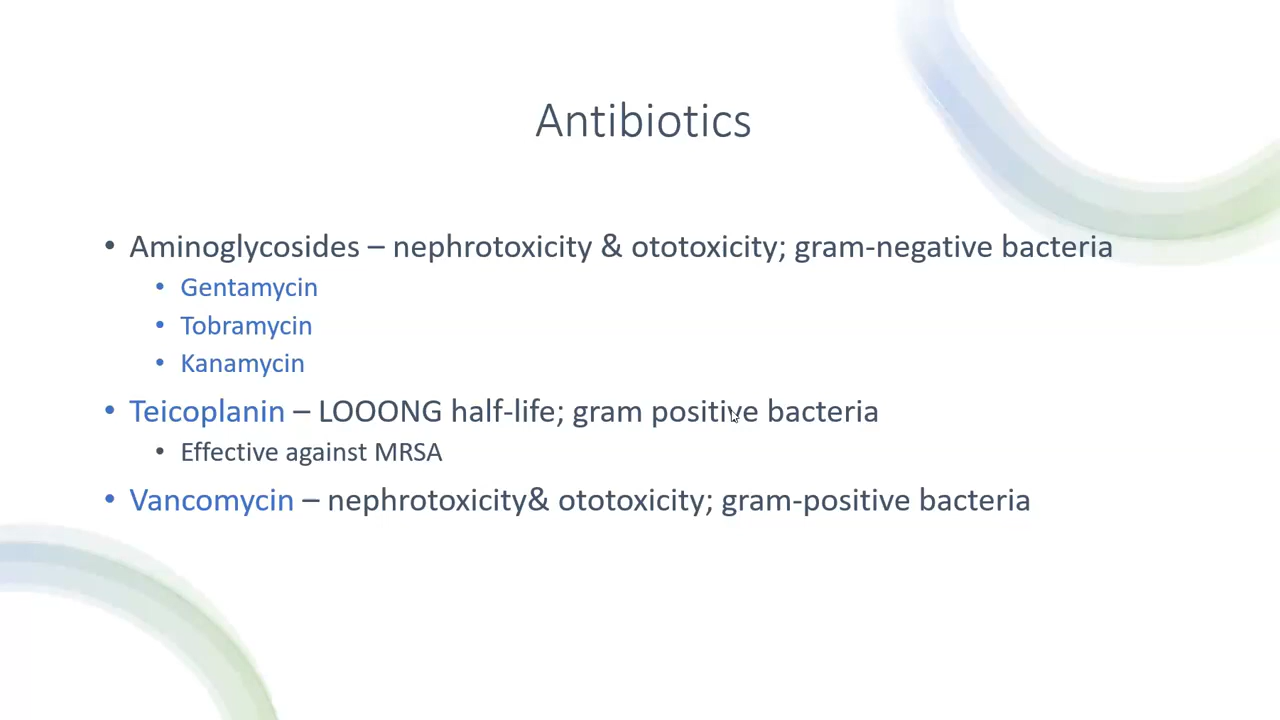 Antibiotics
• Aminoglycosides – nephrotoxicity & ototoxicity; gram-negative bacteria
• Gentamycin
• Tobramycin
• Kanamycin
• Teicoplanin – LOOONG half-life; gram positive bacteria
• Effective against MRSA
• Vancomycin – nephrotoxicity& ototoxicity; gram-positive bacteria